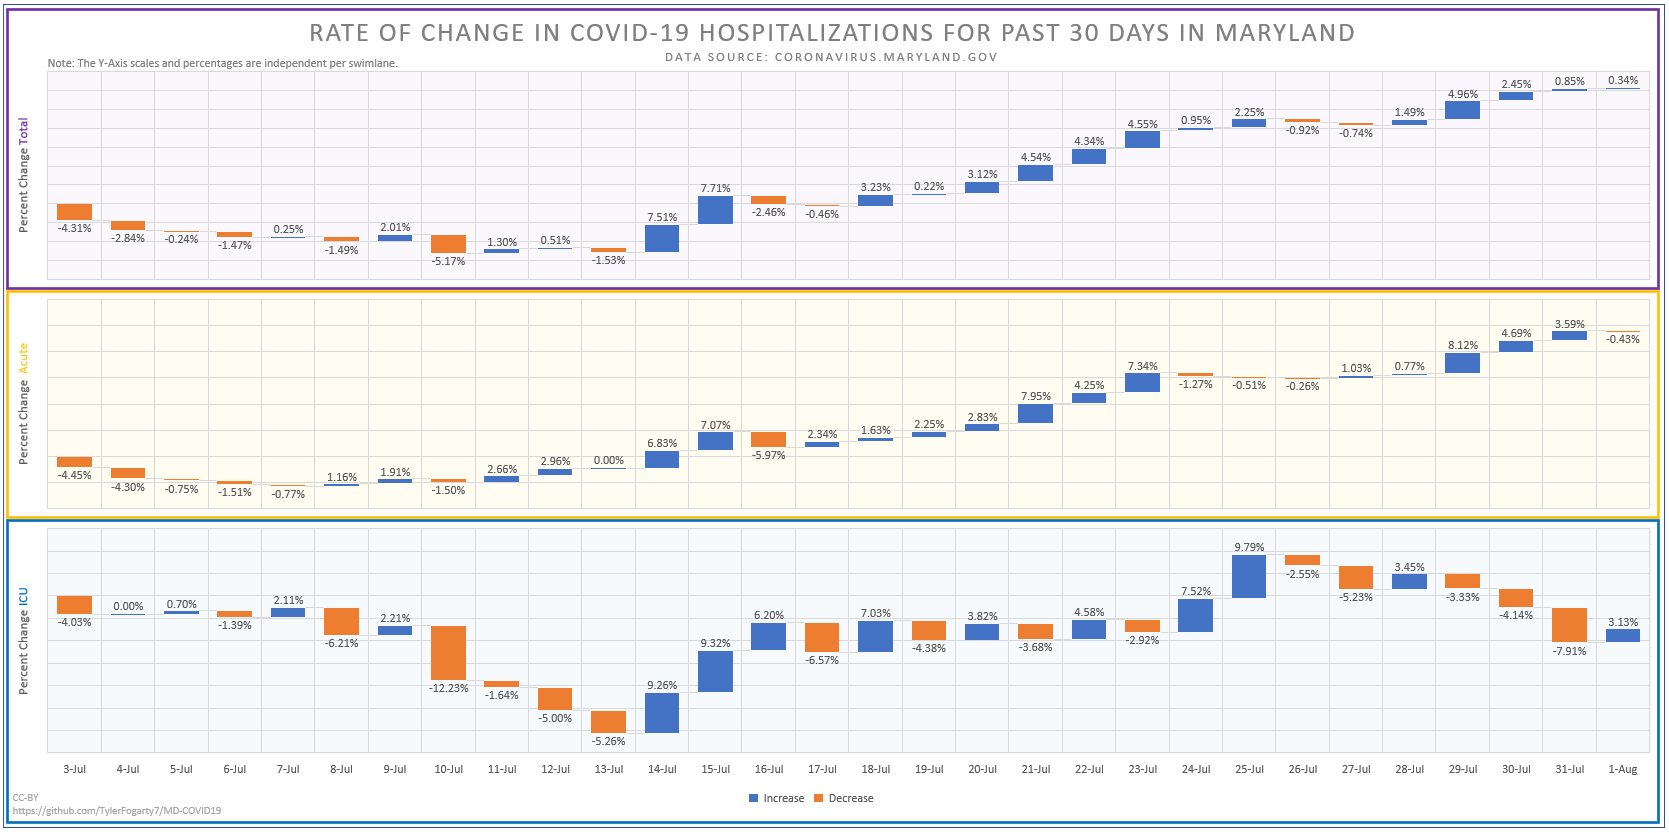 RATE OF CHANGE IN COVID-19 HOSPITALIZATIONS FOR PAST 30 DAYS IN MARYLAND
DATA SOURCE: CORONAVIRUS.MARYLAND.GOV
Note: The Y-Axis scales and percentages are independent per swimlane.
Percent Change Total
-4.31% -2.84% -0.24% -1.47% 0.25% -1.49% 2.01% -5.17% 1.30% 0.51% -1.53% 7.51% 7.71% -2.46% -0.46% 3.23% 0.22% 3.12% 4.54% 4.34% 4.55% 0.95% 2.25% -0.92% -0.74% 1.49% 4.96% 2.45% 0.85% 0.34%
Percent Change Acute
-4.45% -4.30% -0.75% -1.51% -0.77% 1.16% 1.91% -1.50% 2.66% 2.96% 0.00% 6.83% 7.07% -5.97% 2.34% 1.63% 2.25% 2.83% 7.95% 4.25% 7.34% -1.27% -0.51% -0.26% 1.03% 0.77% 8.12% 4.69% 3.59% -0.43%
Percent Change ICU
-4.03% 0.00% 0.70% -1.39% 2.11% -6.21% 2.21% -12.23% -1.64% -5.00% -5.26% 9.26% 9.32% 6.20% -6.57% 7.03% -4.38% 3.82% -3.68% 4.58% -2.92% 7.52% 9.79% -2.55% -5.23% 3.45% -3.33% -4.14% -7.91% 3.13%
3-Jul 4-Jul 5-Jul 6-Jul 7-Jul 8-Jul 9-Jul 10-Jul 11-Jul 12-Jul 13-Jul 14-Jul 15-Jul 16-Jul 17-Jul 18-Jul 19-Jul 20-Jul 21-Jul 22-Jul 23-Jul 24-Jul 25-Jul 26-Jul 27-Jul 28-Jul 29-Jul 30-Jul 31-Jul 1-Aug
Increase Decrease
CC-BY
https://github.com/TylerFogarty7/MD-COVID19